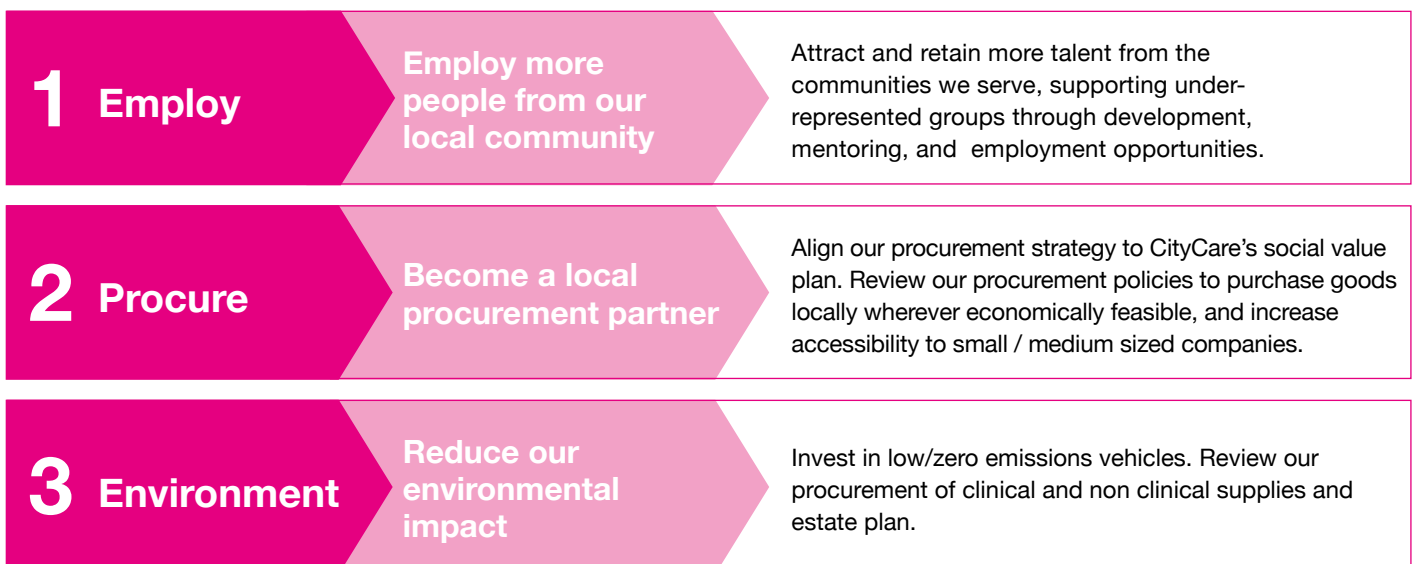 1 Employ
Employ more
people from our
local community
Attract and retain more talent from the
communities we serve, supporting under-
represented groups through development,
mentoring, and  employment opportunities.
2 Procure
Become a local
procurement partner
Align our procurement strategy to CityCare’s social value
plan. Review our procurement policies to purchase goods
locally wherever economically feasible, and increase
accessibility to small / medium sized companies.
3 Environment
Reduce our
environmental
impact
Invest in low/zero emissions vehicles. Review our
procurement of clinical and non clinical supplies and
estate plan.